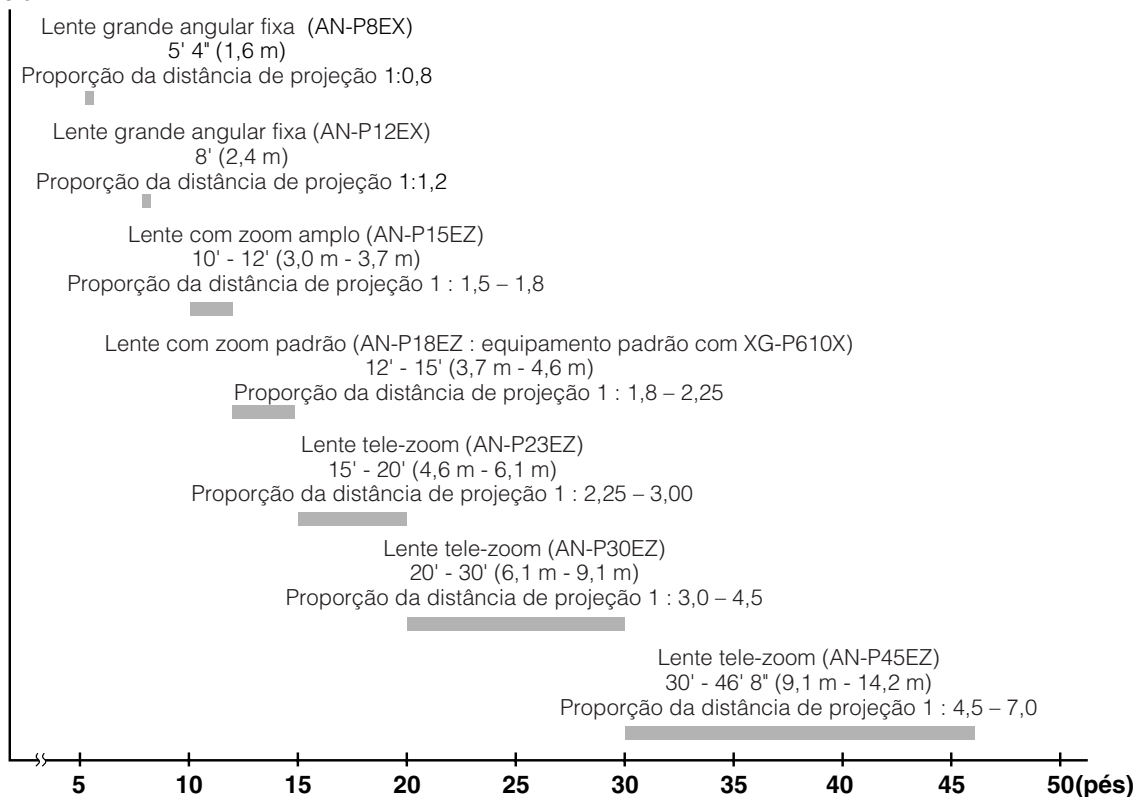 Lente grande angular fixa (AN-P8EX)
5' 4" (1,6 m)
Proporção da distância de projeção 1:0,8
Lente grande angular fixa (AN-P12EX)
8' (2,4 m)
Proporção da distância de projeção 1:1,2
Lente com zoom amplo (AN-P15EZ)
10' - 12' (3,0 m - 3,7 m)
Proporção da distância de projeção 1 : 1,5 – 1,8
Lente com zoom padrão (AN-P18EZ : equipamento padrão com XG-P610X)
12' - 15' (3,7 m - 4,6 m)
Proporção da distância de projeção 1 : 1,8 – 2,25
Lente tele-zoom (AN-P23EZ)
15' - 20' (4,6 m - 6,1 m)
Proporção da distância de projeção 1 : 2,25 – 3,00
Lente tele-zoom (AN-P30EZ)
20' - 30' (6,1 m - 9,1 m)
Proporção da distância de projeção 1 : 3,0 – 4,5
Lente tele-zoom (AN-P45EZ)
30' - 46' 8" (9,1 m - 14,2 m)
Proporção da distância de projeção 1 : 4,5 – 7,0
5 10 15 20 25 30 35 40 45 50(pés)